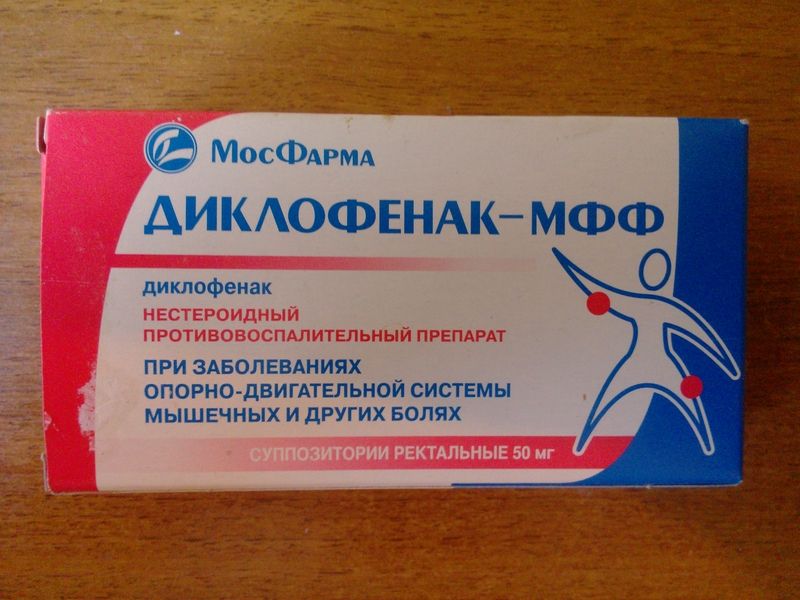 МосФарма
ДИКЛОФЕНАК-МФФ
диклофенак
НЕСТЕРОИДНЫЙ
ПРОТИВОВОСПАЛИТЕЛЬНЫЙ ПРЕПАРАТ
ПРИ ЗАБОЛЕВАНИЯХ
ОПОРНО-ДВИГАТЕЛЬНОЙ СИСТЕМЫ
МЫШЕЧНЫХ И ДРУГИХ БОЛЯХ
СУППОЗИТОРИИ РЕКТАЛЬНЫЕ 50 мг